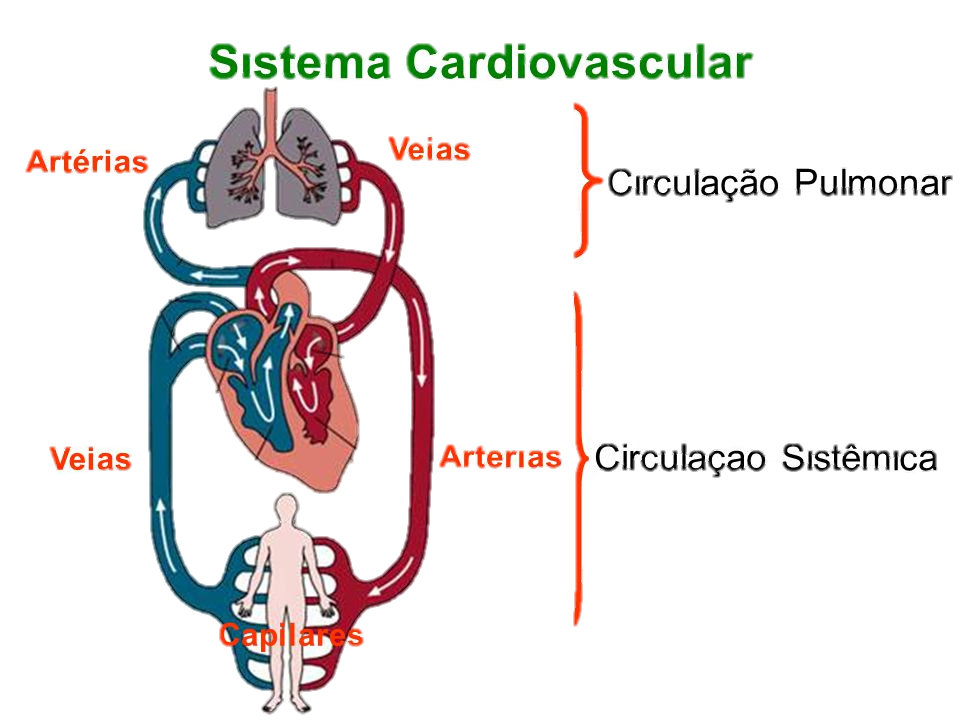 Sıstema Cardiovascular
Artérias
Veias
Cırculação Pulmonar
Veias
Arterıas
Circulaçao Sıstêmıca
Capilares